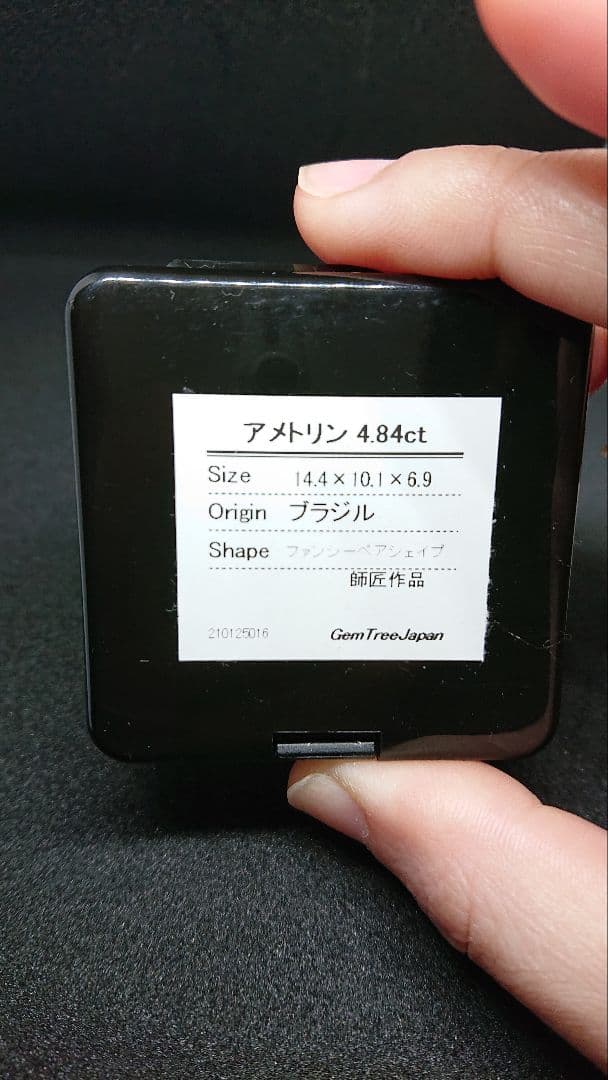 アメトリン 4.84ct
Size 14.4×10.1×6.9
Origin ブラジル
Shape ファンシーペアシェイプ
師匠作品
210125016
GemTreeJapan